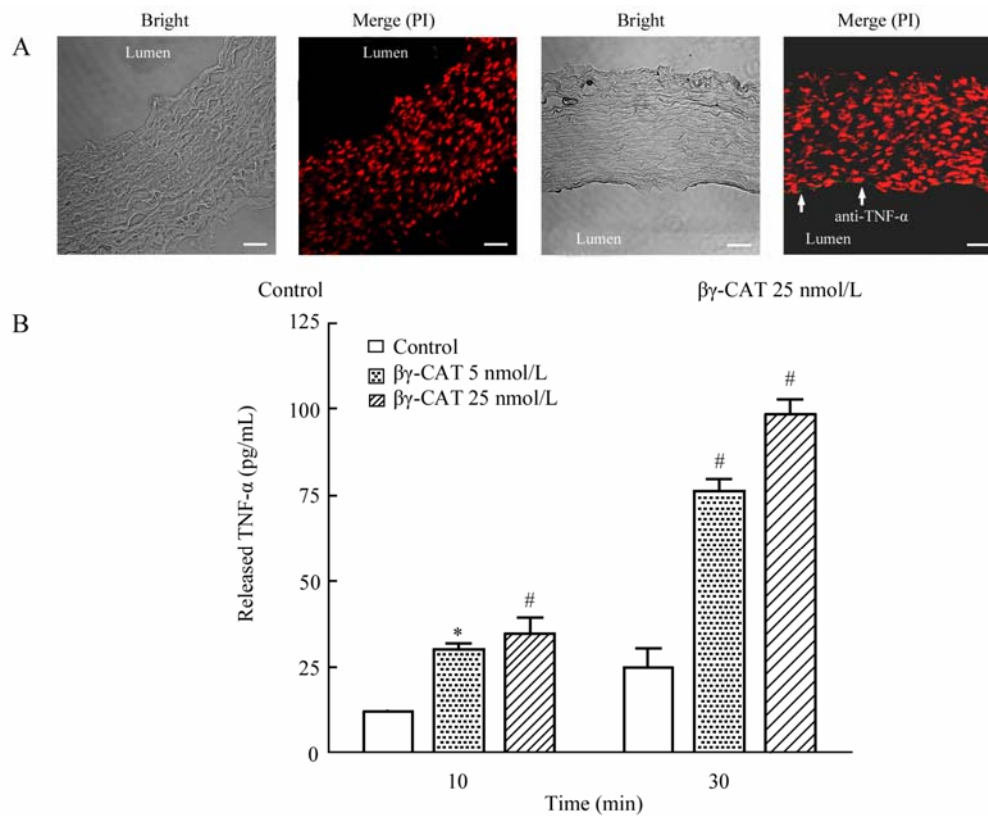 A
Bright
Merge (PI)
Bright
Merge (PI)
Lumen
Lumen
Lumen
anti-TNF-α
Lumen
Control
βγ-CAT 25 nmol/L
B
Released TNF-α (pg/mL)
125
100
75
50
25
0
Control
βγ-CAT 5 nmol/L
βγ-CAT 25 nmol/L
*
#
#
#
10
30
Time (min)